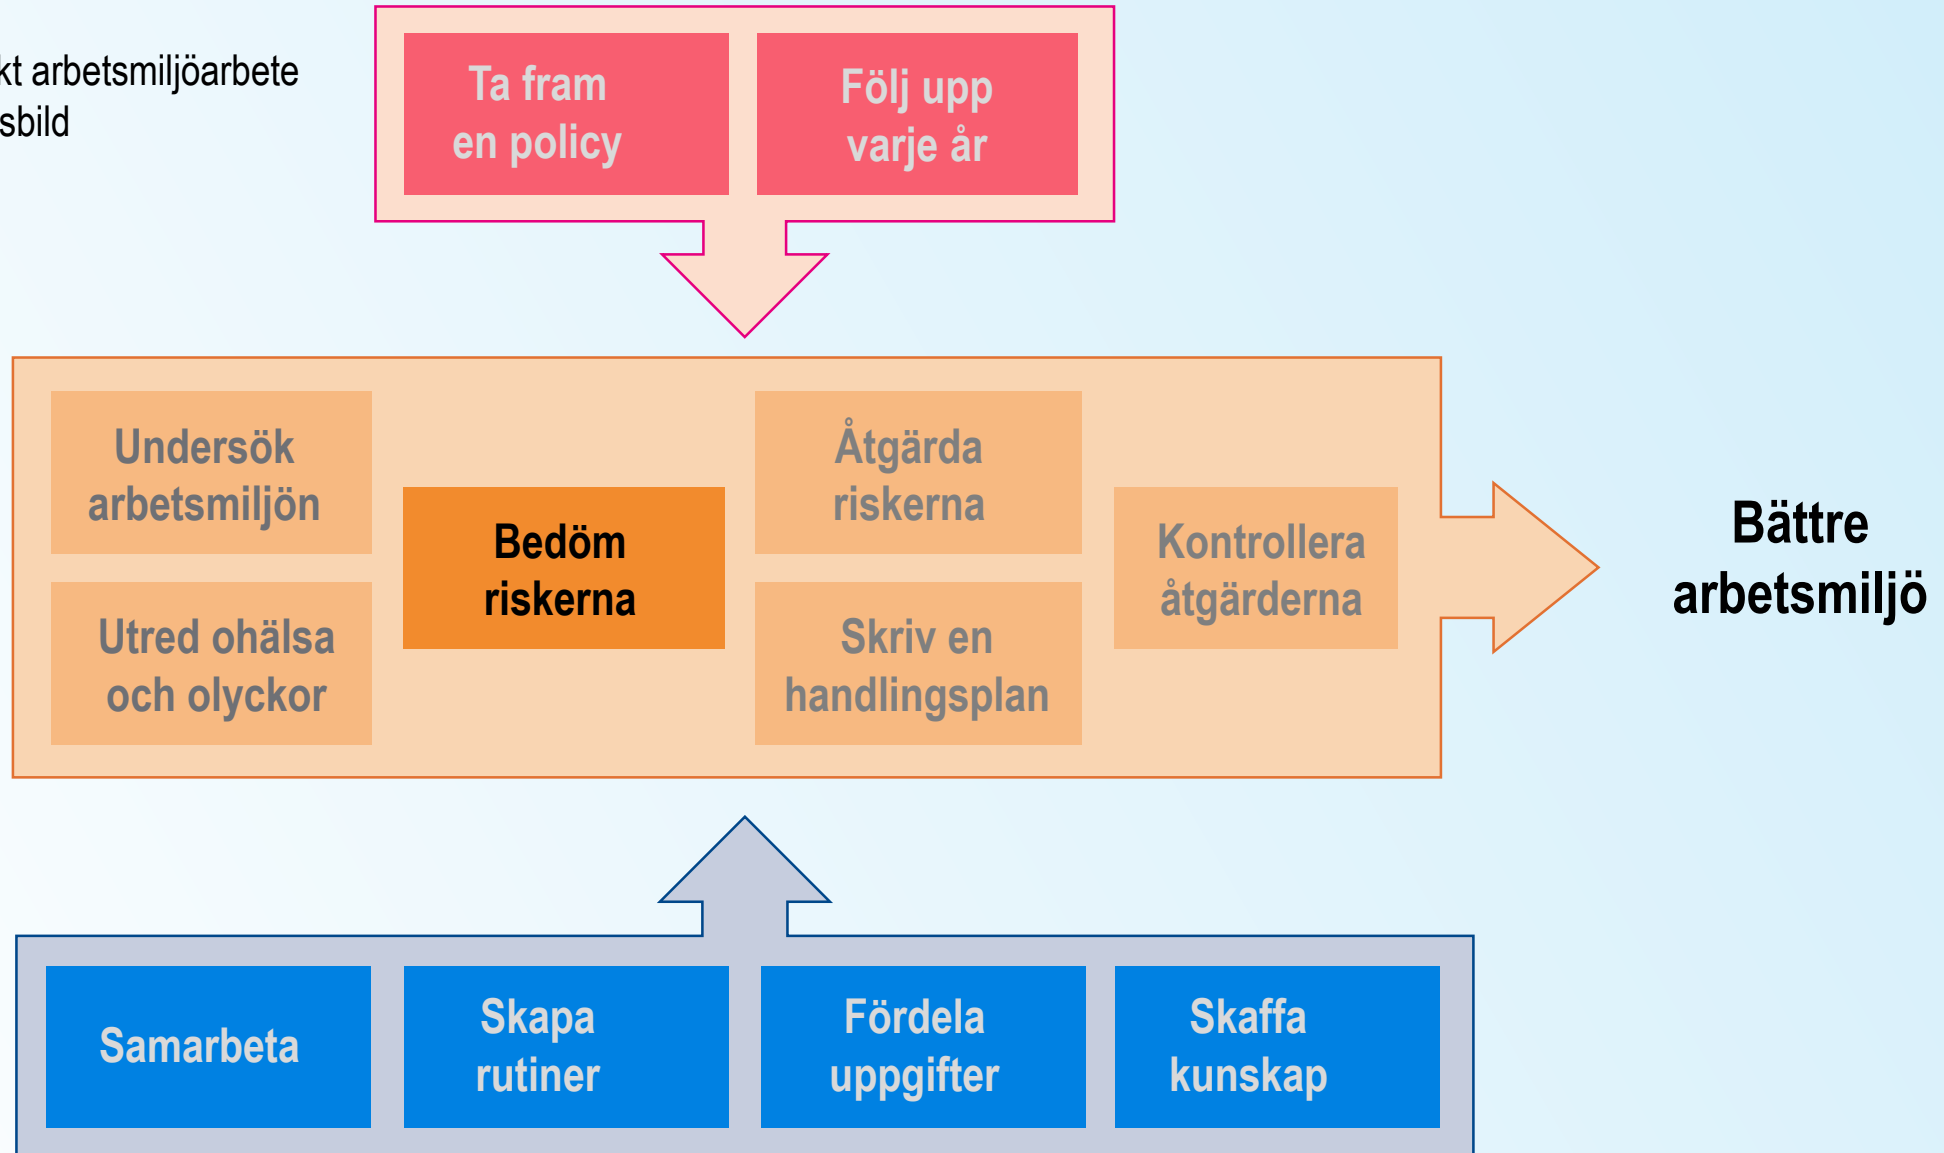 kt arbetsmiljöarbete
sbild
Ta fram
en policy
Följ upp
varje år
Undersök
arbetsmiljön
Utred ohälsa
och olyckor
Bedöm
riskerna
Åtgärda
riskerna
Skriv en
handlingsplan
Kontrollera
åtgärderna
Bättre
arbetsmiljö
Samarbeta
Skapa
rutiner
Fördela
uppgifter
Skaffa
kunskap